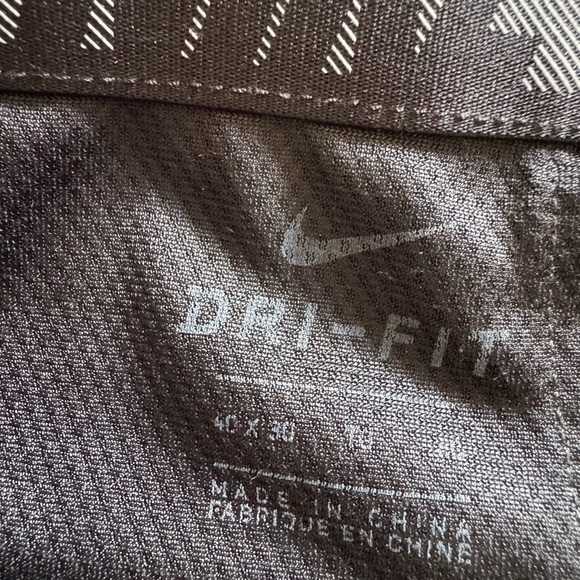 DRI-FIT
40 X 30
MADE IN CHINA
FABRIQUE EN CHINE